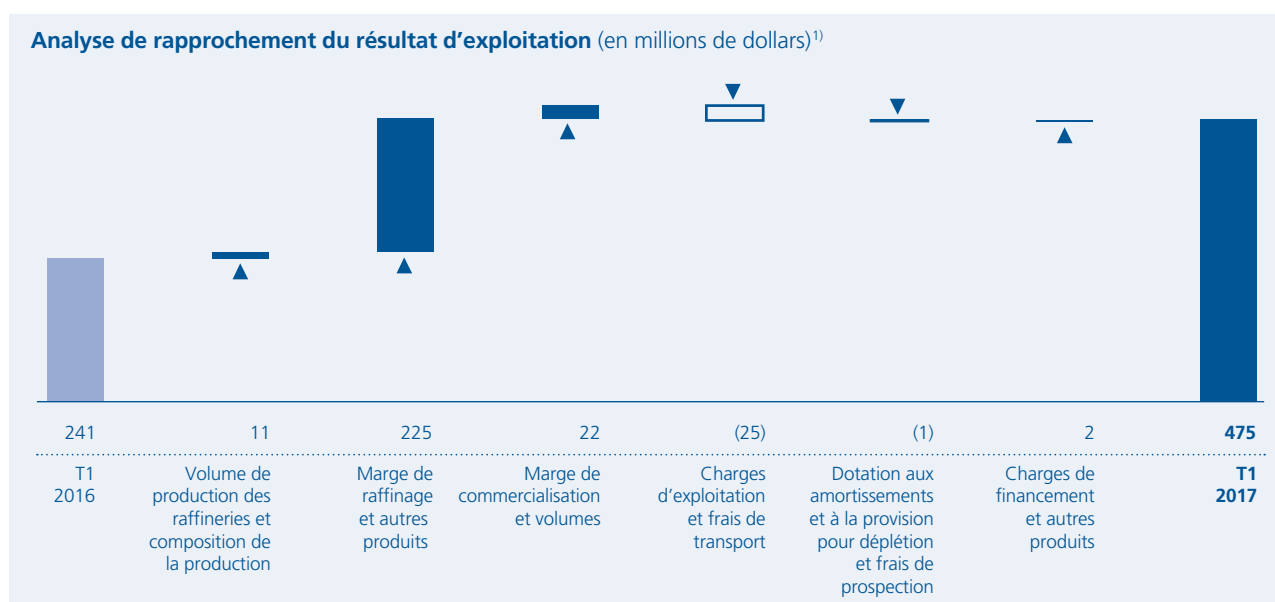 Analyse de rapprochement du résultat d'exploitation (en millions de dollars)1)
241
11
225
22
(25)
(1)
2
475
T1
2016
Volume de
production des
raffineries et
composition de
la production
Marge de
raffinage
et autres
produits
Marge de
commercialisation
et volumes
Charges
d'exploitation
et frais de
transport
Dotation aux
amortissements
et à la provision
pour déplétion
et frais de
prospection
Charges de
financement
et autres
produits
T1
2017